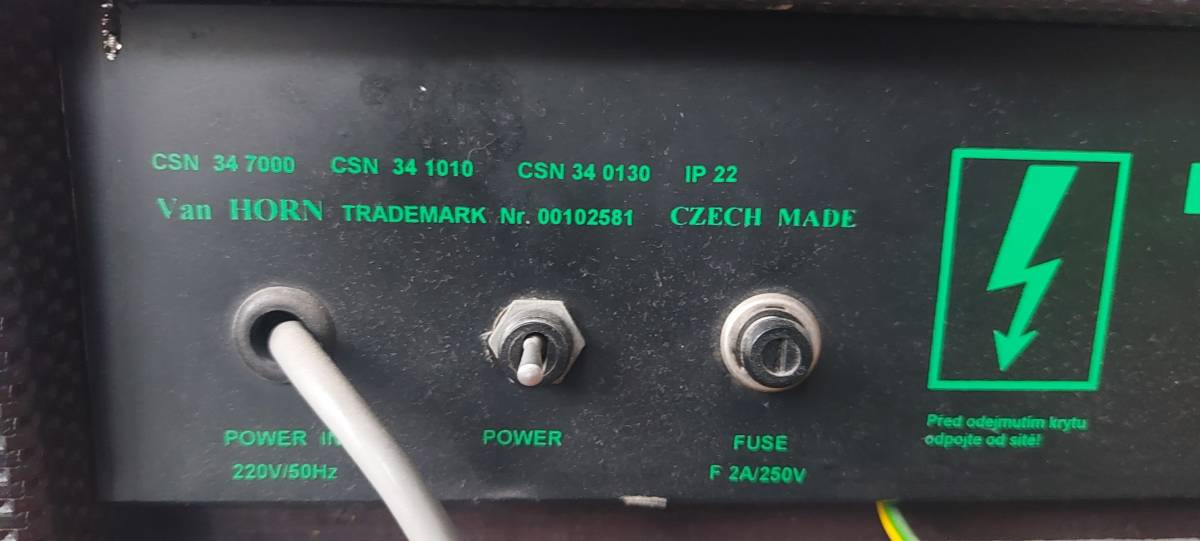 CSN 34 7000 CSN 34 1010 CSN 34 0130 IP 22
Van HORN TRADEMARK Nr. 00102581 CZECH MADE
POWER IN
220V/50Hz
POWER
FUSE
F 2A/250V
Před odejmutím krytu
odpojte od sítě!